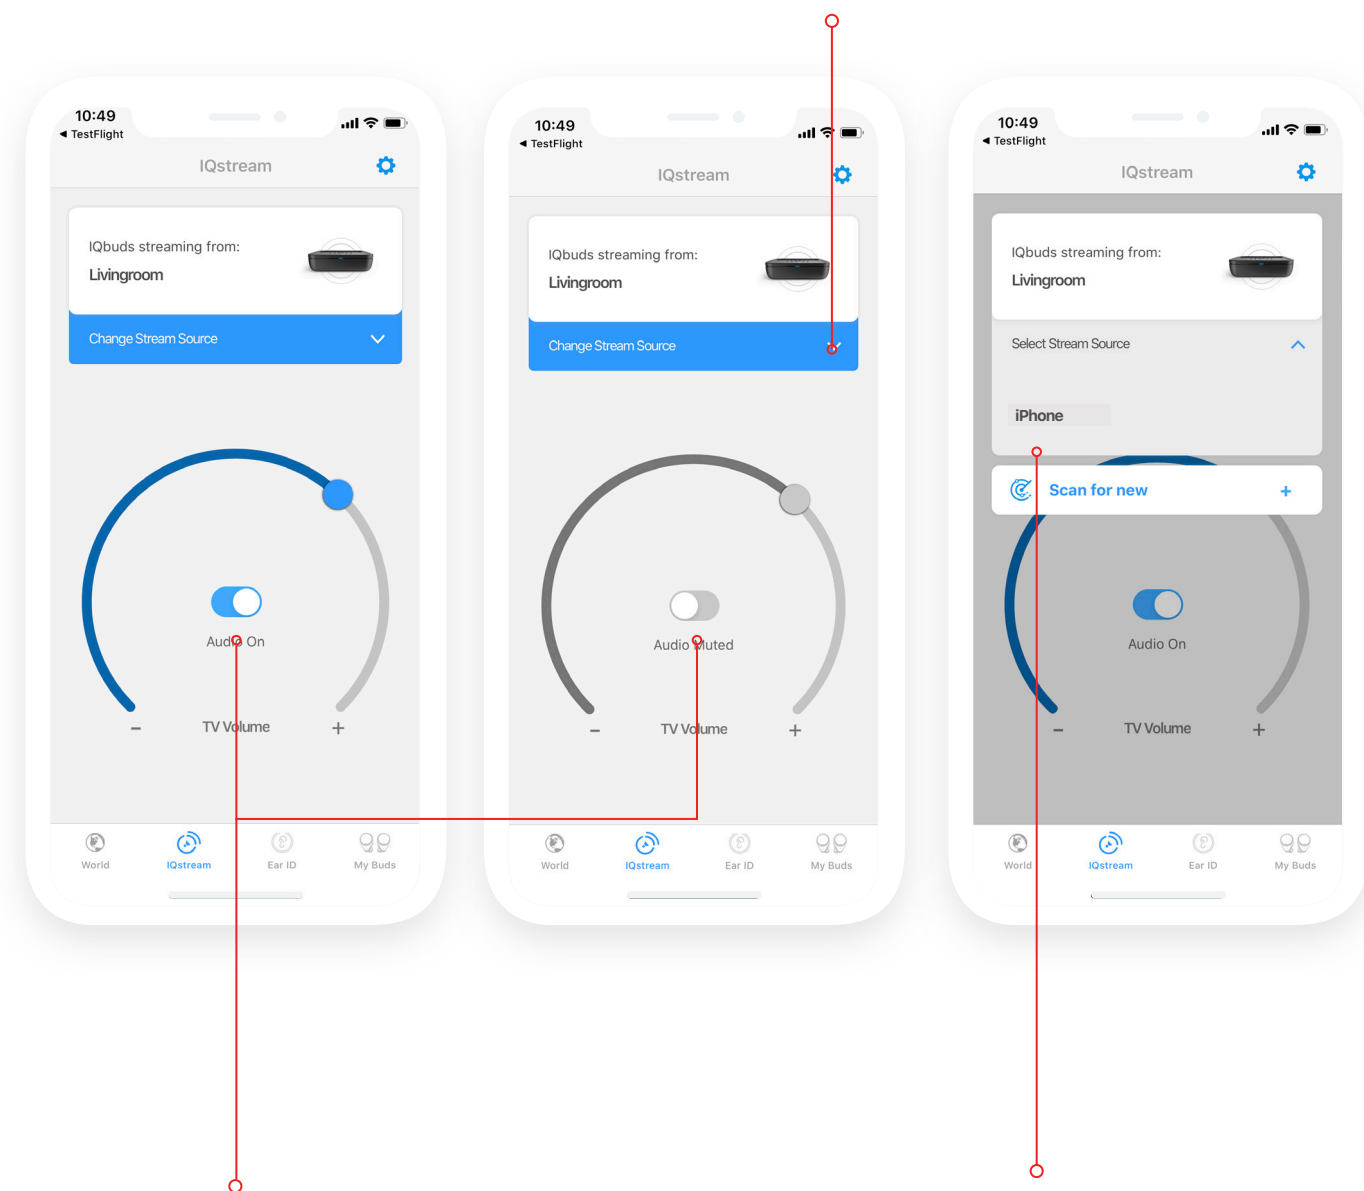 10:49
◀ TestFlight
IQstream
IQbuds streaming from:
Livingroom
Change Stream Source
Audio On
- TV Volume +
World IQstream Ear ID My Buds
10:49
◀ TestFlight
IQstream
IQbuds streaming from:
Livingroom
Change Stream Source
Audio Muted
- TV Volume +
World IQstream Ear ID My Buds
10:49
◀ TestFlight
IQstream
IQbuds streaming from:
Livingroom
Select Stream Source
iPhone
Scan for new +
Audio On
- TV Volume +
World IQstream Ear ID My Buds